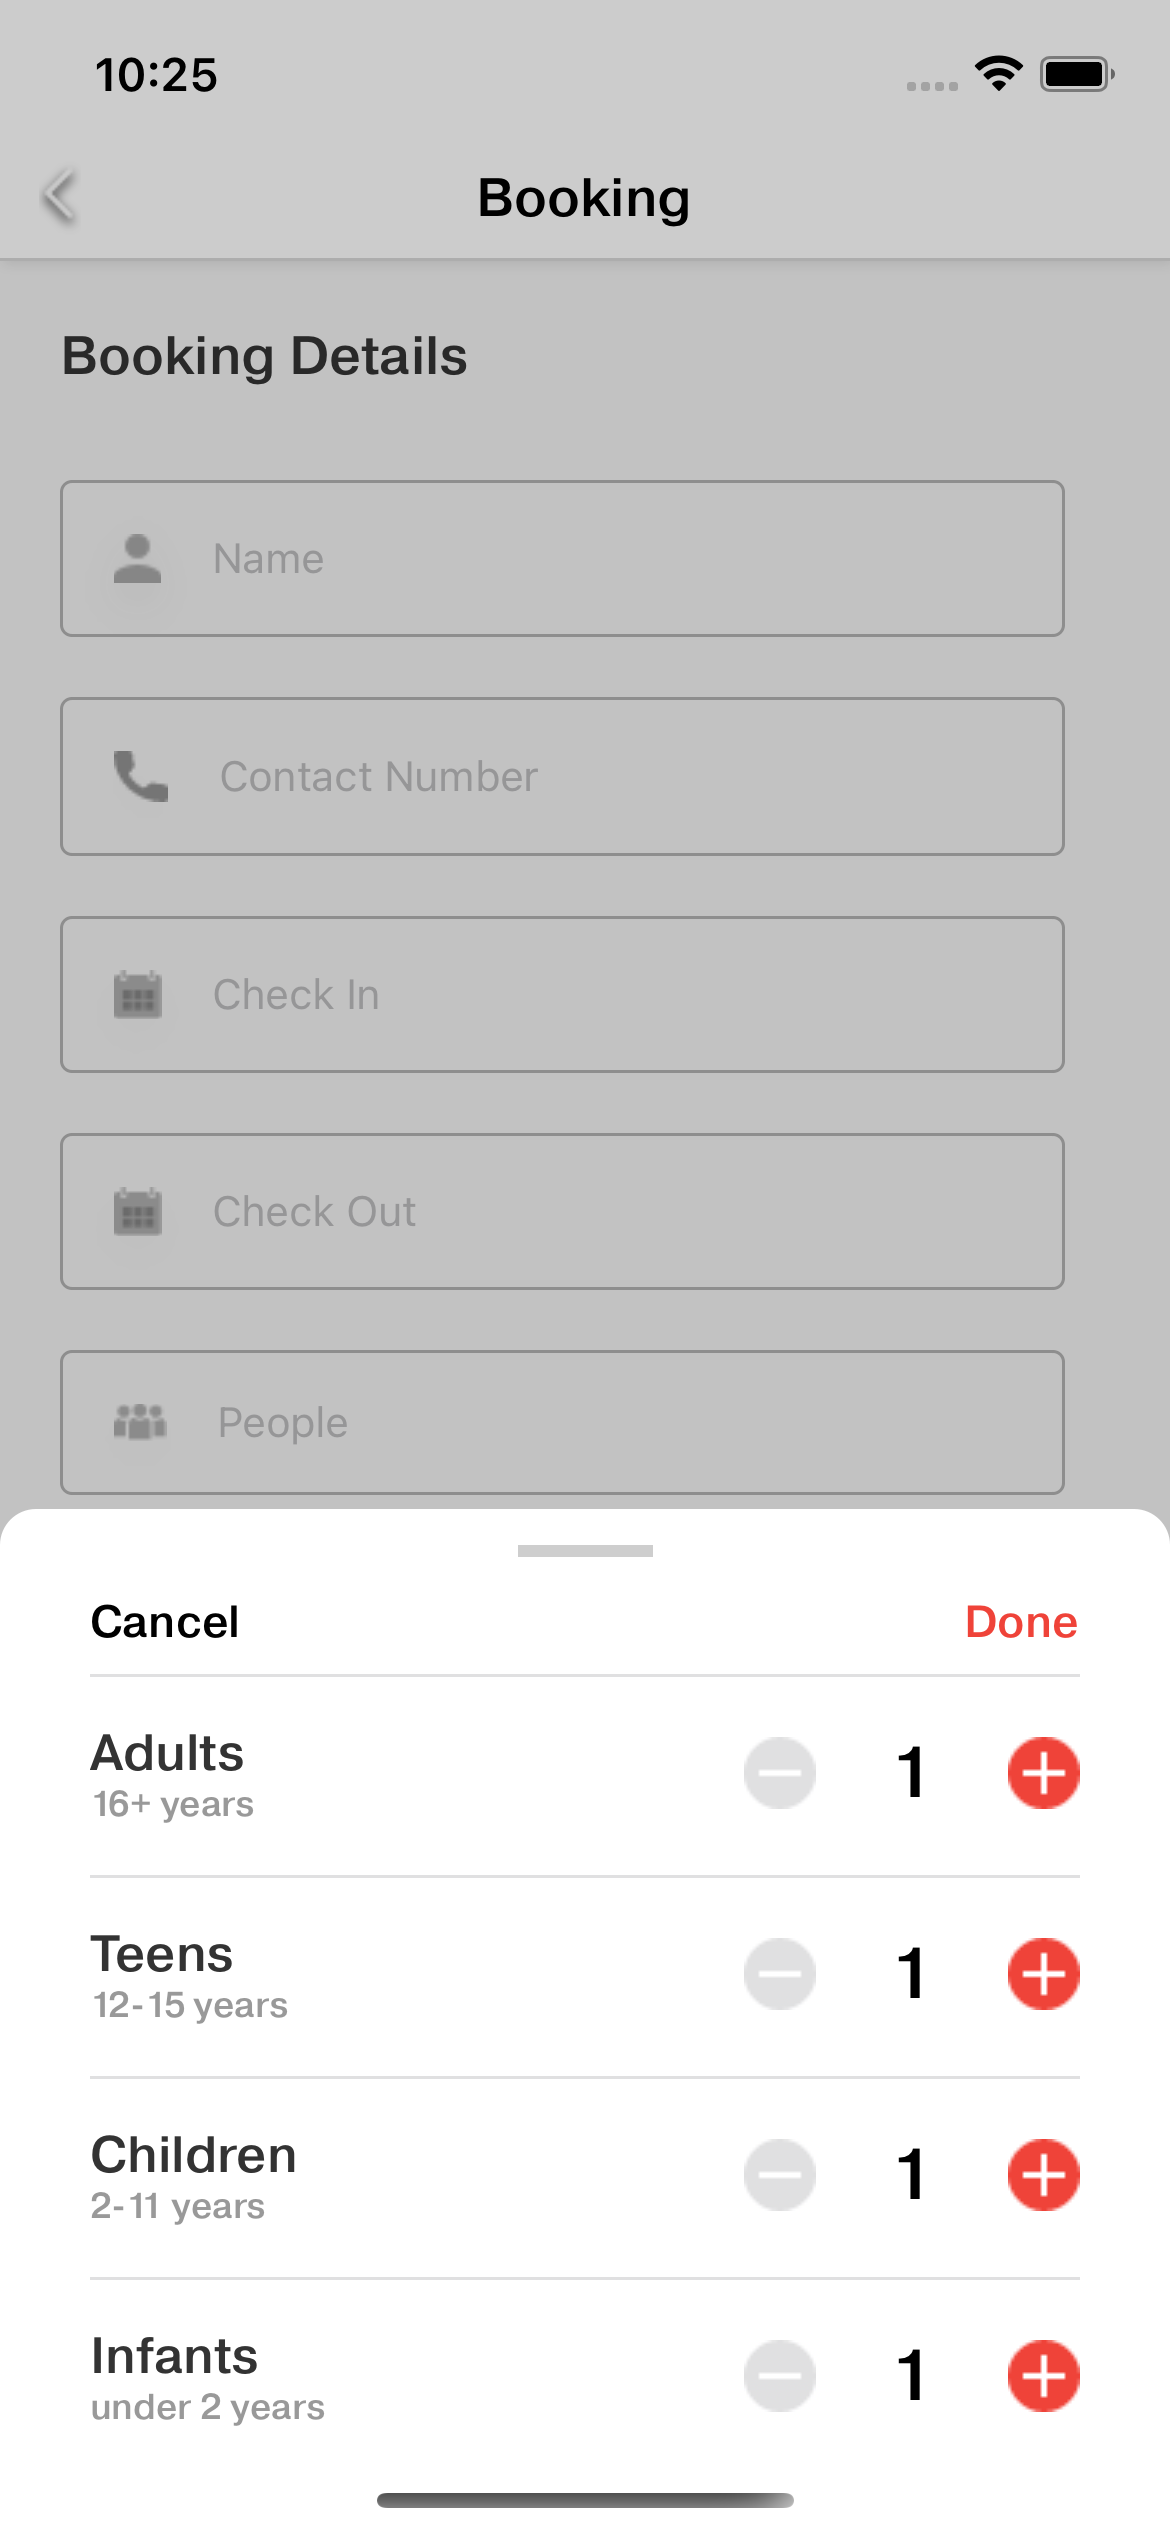 10:25
Booking
Booking Details
Name
Contact Number
Check In
Check Out
People
Cancel
Done
Adults
16+ years
1
Teens
12-15 years
1
Children
2-11 years
1
Infants
under 2 years
1